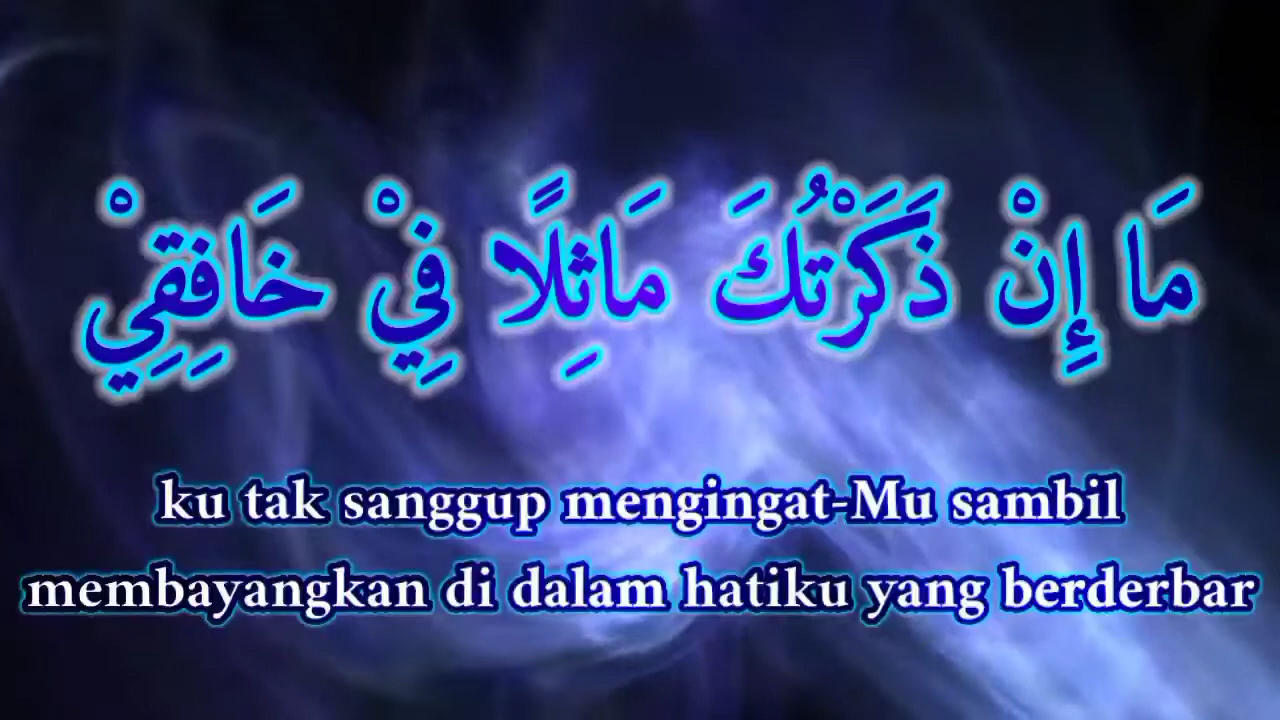 مَا إِنْ ذَكَرْتُكَ مَاثِلًا فِيْ خَافِقِيْ
ku tak sanggup mengingat-Mu sambil
membayangkan di dalam hatiku yang berderbar